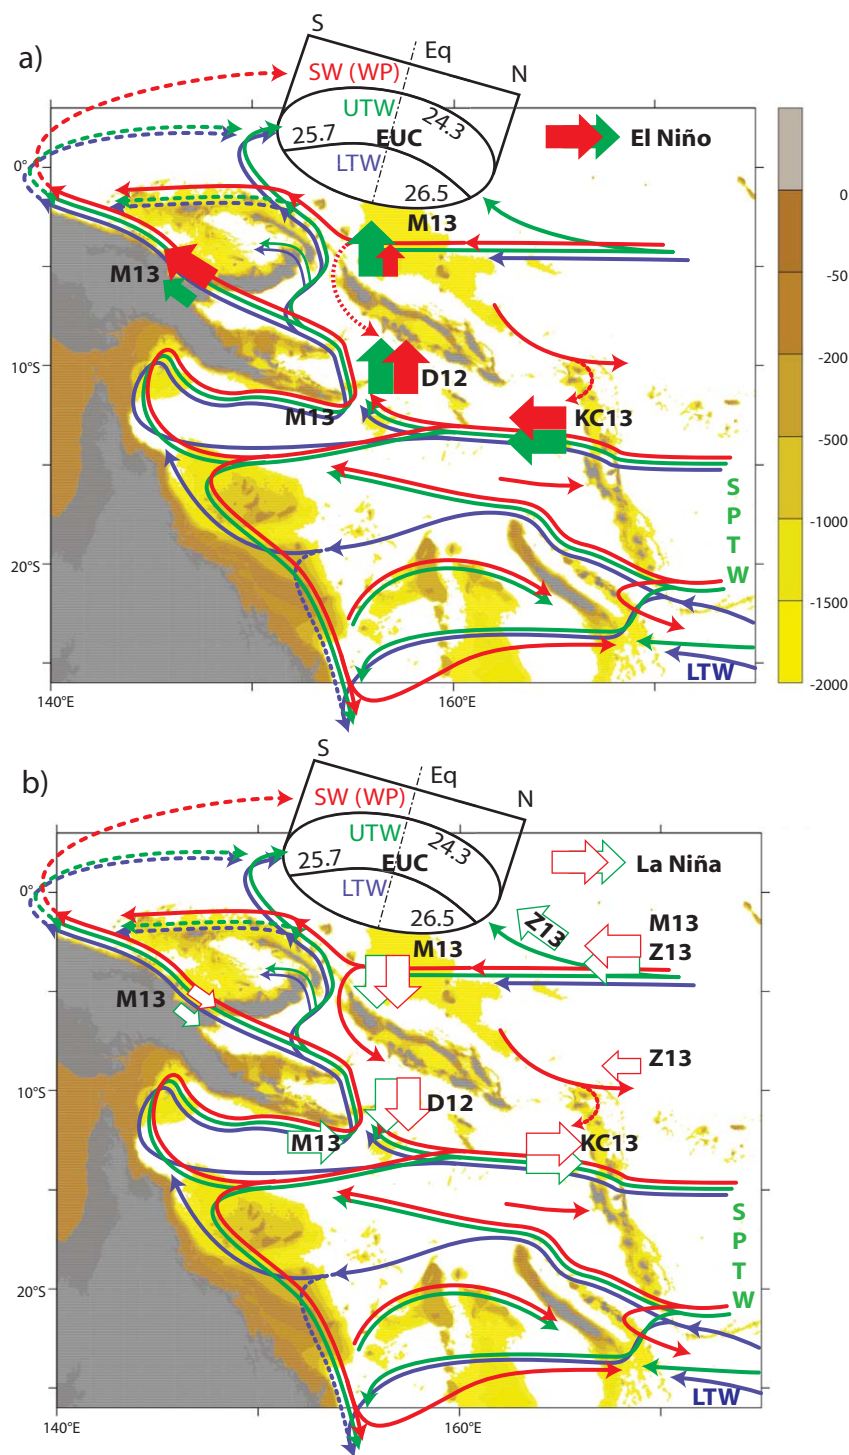 a)
S
Eq
SW (WP)
N
UTW
24.3
25.7
EUC
El Niño
LTW
26.5
0°
0
M13
M13
-50
-200
10°S
D12
M13
KC13
-500
S
P
T
W
-1000
20°S
-1500
LTW
-2000
140°E
160°E
b)
S
Eq
SW (WP)
N
UTW
24.3
25.7
EUC
La Niña
LTW
26.5
0°
Z13
M13
M13
Z13
M13
Z13
10°S
D12
M13
KC13
S
P
T
W
20°S
LTW
140°E
160°E